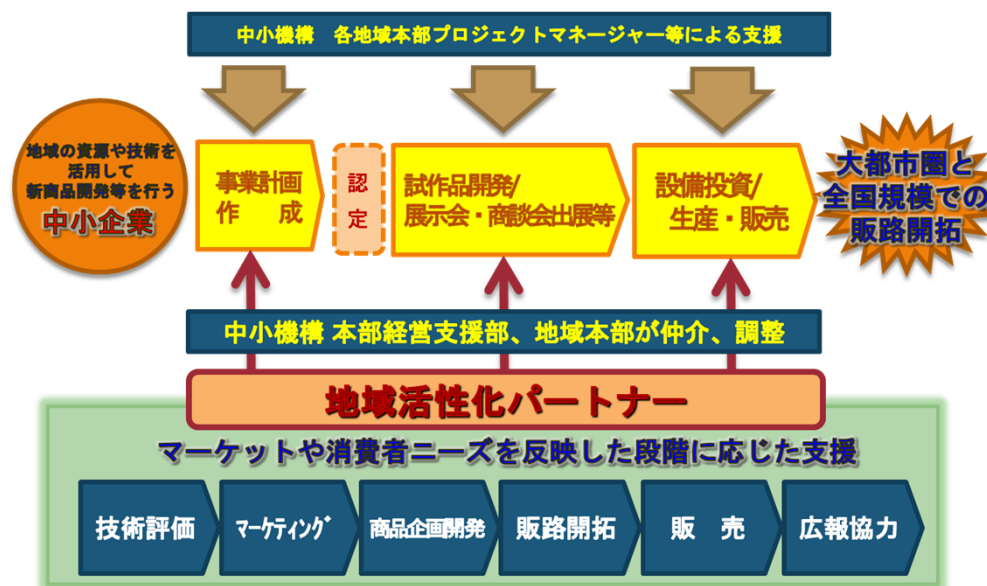 中小機構 各地域本部プロジェクトマネージャー等による支援
地域の資源や技術を
活用して
新商品開発等を行う
中小企業
事業計画
作 成
認
定
試作品開発/
展示会・商談会出展等
設備投資/
生産・販売
大都市圏と
全国規模での
販路開拓
中小機構 本部経営支援部、地域本部が仲介、調整
地域活性化パートナー
マーケットや消費者ニーズを反映した段階に応じた支援
技術評価
マーケティング
商品企画開発
販路開拓
販 売
広報協力